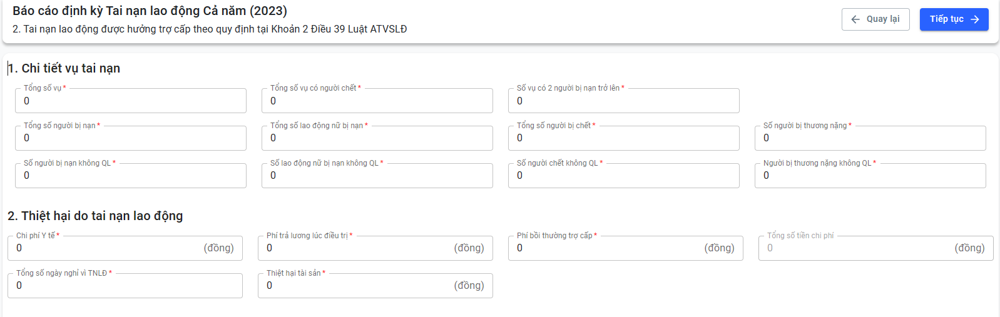 Báo cáo định kỳ Tai nạn lao động Cả năm (2023)
2. Tai nạn lao động được hưởng trợ cấp theo quy định tại Khoản 2 Điều 39 Luật ATVSLĐ
Quay lại
Tiếp tục
1. Chi tiết vụ tai nạn
Tổng số vụ *
0
Tổng số vụ có người chết *
0
Số vụ có 2 người bị nạn trở lên *
0
Tổng số người bị nạn *
0
Tổng số lao động nữ bị nạn *
0
Tổng số người bị chết *
0
Số người bị thương nặng *
0
Số người bị nạn không QL *
0
Số lao động nữ bị nạn không QL *
0
Số người chết không QL *
0
Người bị thương nặng không QL *
0
2. Thiệt hại do tai nạn lao động
Chi phí Y tế *
0 (đồng)
Phí trả lương lúc điều trị *
0 (đồng)
Phí bồi thường trợ cấp *
0 (đồng)
Tổng số tiền chi phí
0 (đồng)
Tổng số ngày nghỉ vì TNLĐ *
0
Thiệt hại tài sản *
0 (đồng)